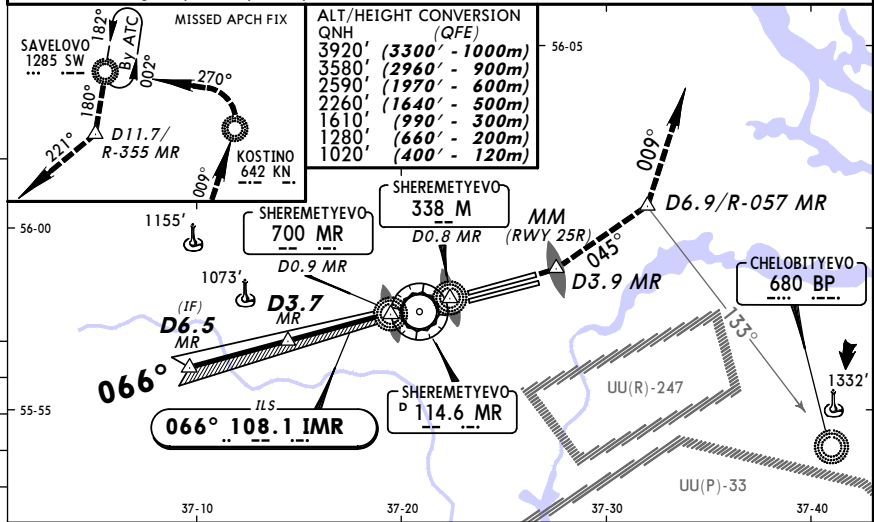 MISSED APCH FIX
SAVELOVO
1285 SW
182°
By ATC
002°
270°
180°
D11.7/
R-355 MR
221°
KOSTINO
642 KN
009°
ALT/HEIGHT CONVERSION
QNH (QFE)
3920' (3300' - 1000m)
3580' (2960' - 900m)
2590' (1970' - 600m)
2260' (1640' - 500m)
1610' (990' - 300m)
1280' (660' - 200m)
1020' (400' - 120m)
56-05
009°
SHEREMETYEVO
338 M
D0.8 MR
MM
(RWY 25R)
045°
D6.9/R-057 MR
1155'
56-00
SHEREMETYEVO
700 MR
D0.9 MR
D3.9 MR
CHELOBITYEVO
680 BP
1073'
(IF)
D6.5
MR
D3.7
MR
133°
066°
1332'
UU(R)-247
SHEREMETYEVO
D 114.6 MR
55-55
ILS
066° 108.1 IMR
UU(P)-33
37-10
37-20
37-30
37-40